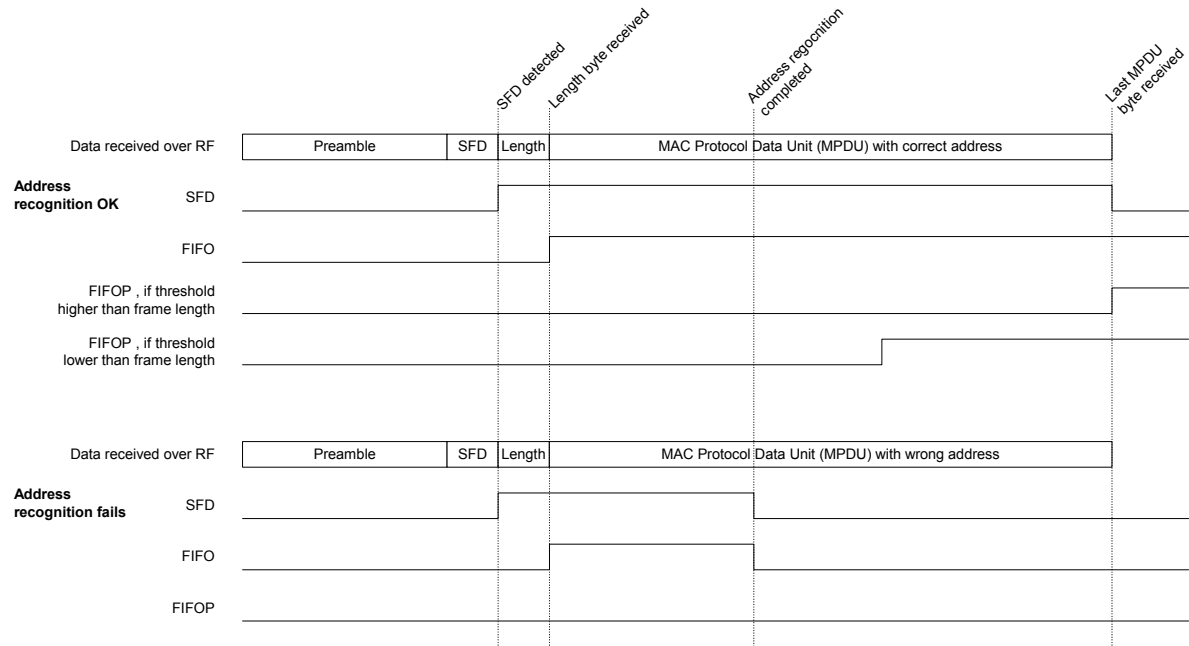 SFD detected
Length byte received
Address regocnition
completed
Last MPDU
byte received
Data received over RF
Preamble
SFD
Length
MAC Protocol Data Unit (MPDU) with correct address
Address
recognition OK
SFD
FIFO
FIFOP , if threshold
higher than frame length
FIFOP , if threshold
lower than frame length
Data received over RF
Preamble
SFD
Length
MAC Protocol Data Unit (MPDU) with wrong address
Address
recognition fails
SFD
FIFO
FIFOP